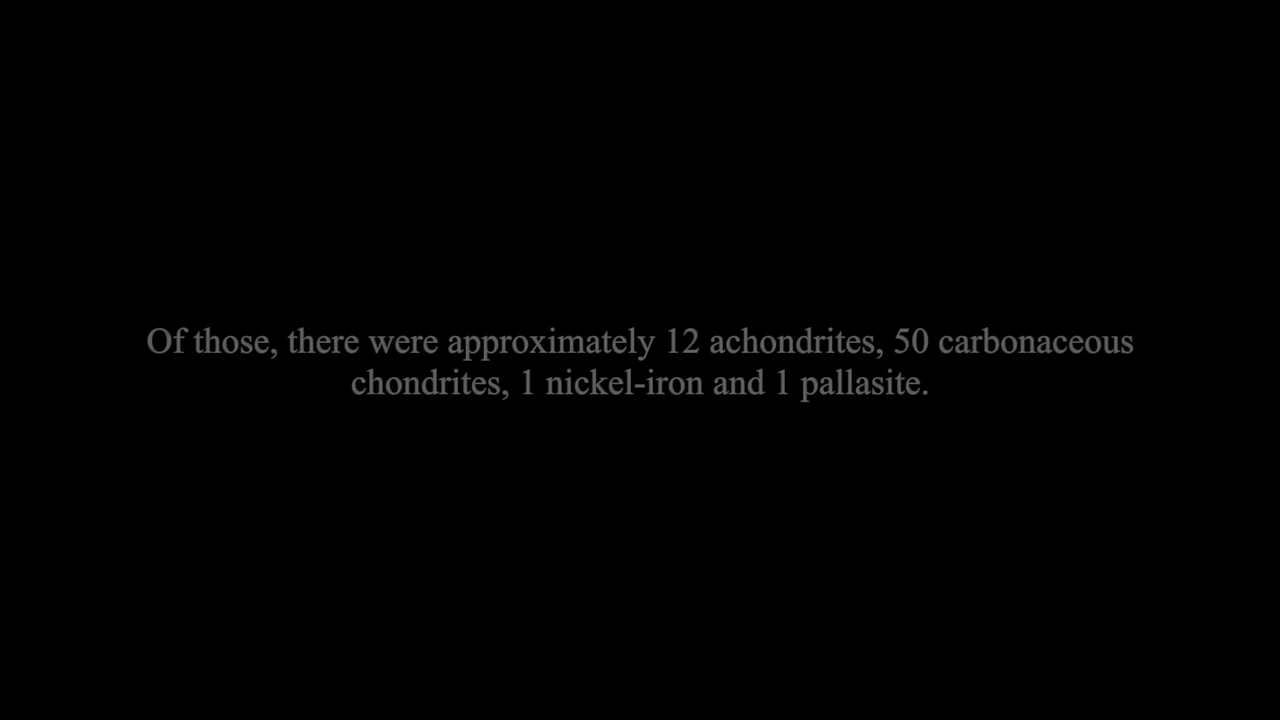 Of those, there were approximately 12 achondrites, 50 carbonaceous
chondrites, 1 nickel-iron and 1 pallasite.